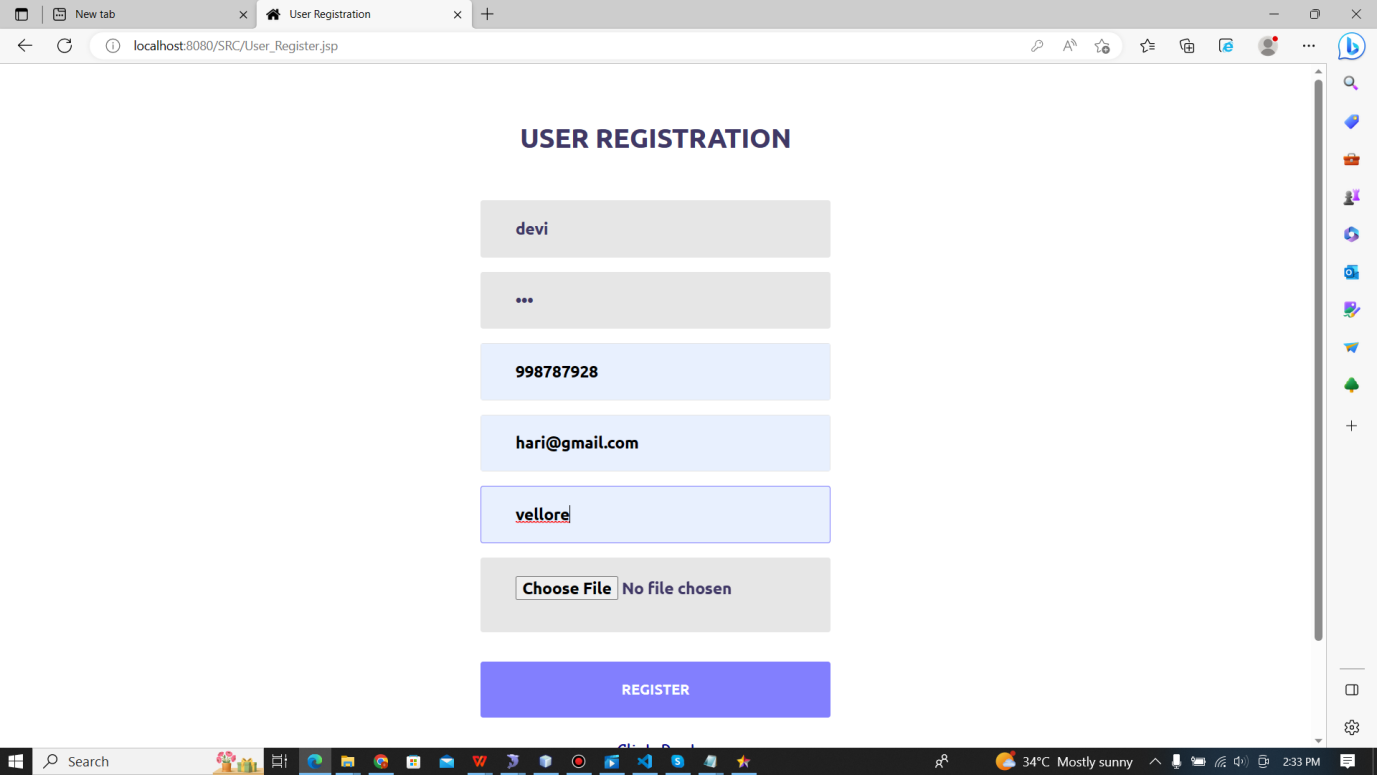 New tab
User Registration
localhost:8080/SRC/User_Register.jsp
USER REGISTRATION
devi
•••
998787928
hari@gmail.com
vellore
Choose File No file chosen
REGISTER
Search
34°C Mostly sunny
2:33 PM